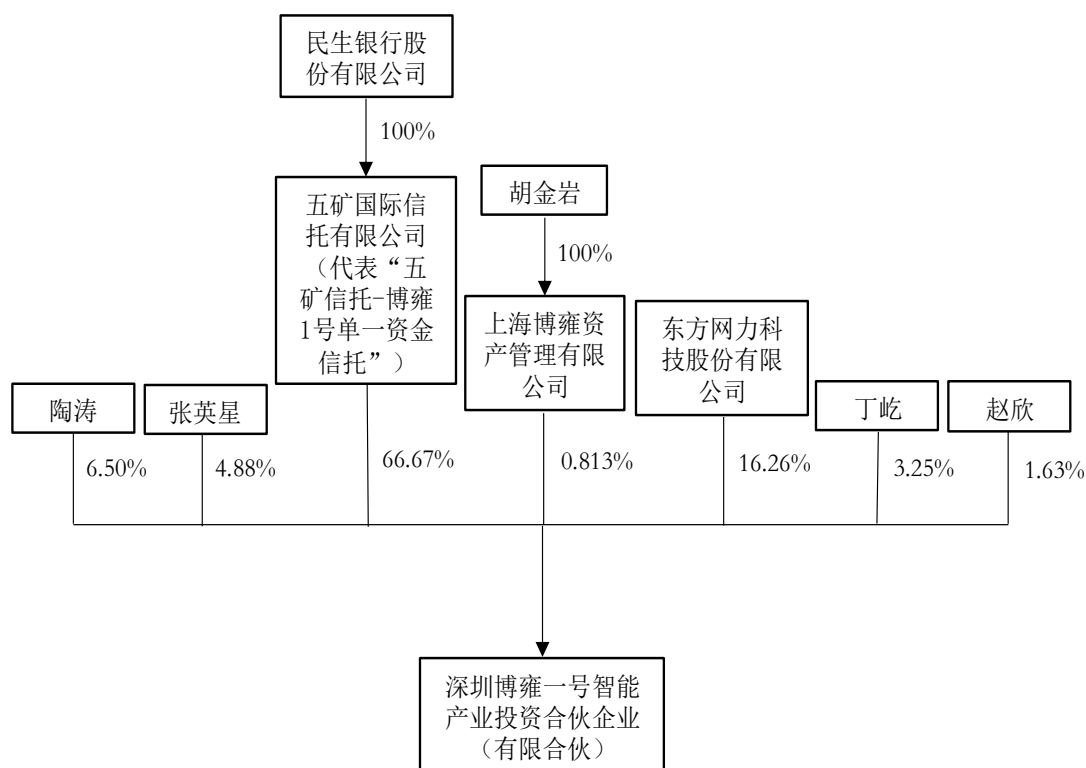 民生银行股
份有限公司
100%
五矿国际信
托有限公司
（代表“五
矿信托-博雍
1号单一资金
信托”）
胡金岩
100%
上海博雍资
产管理有限
公司
东方网力科
技股份有限
公司
陶涛
张英星
丁屹
赵欣
6.50%
4.88%
66.67%
0.813%
16.26%
3.25%
1.63%
深圳博雍一号智能
产业投资合伙企业
（有限合伙）